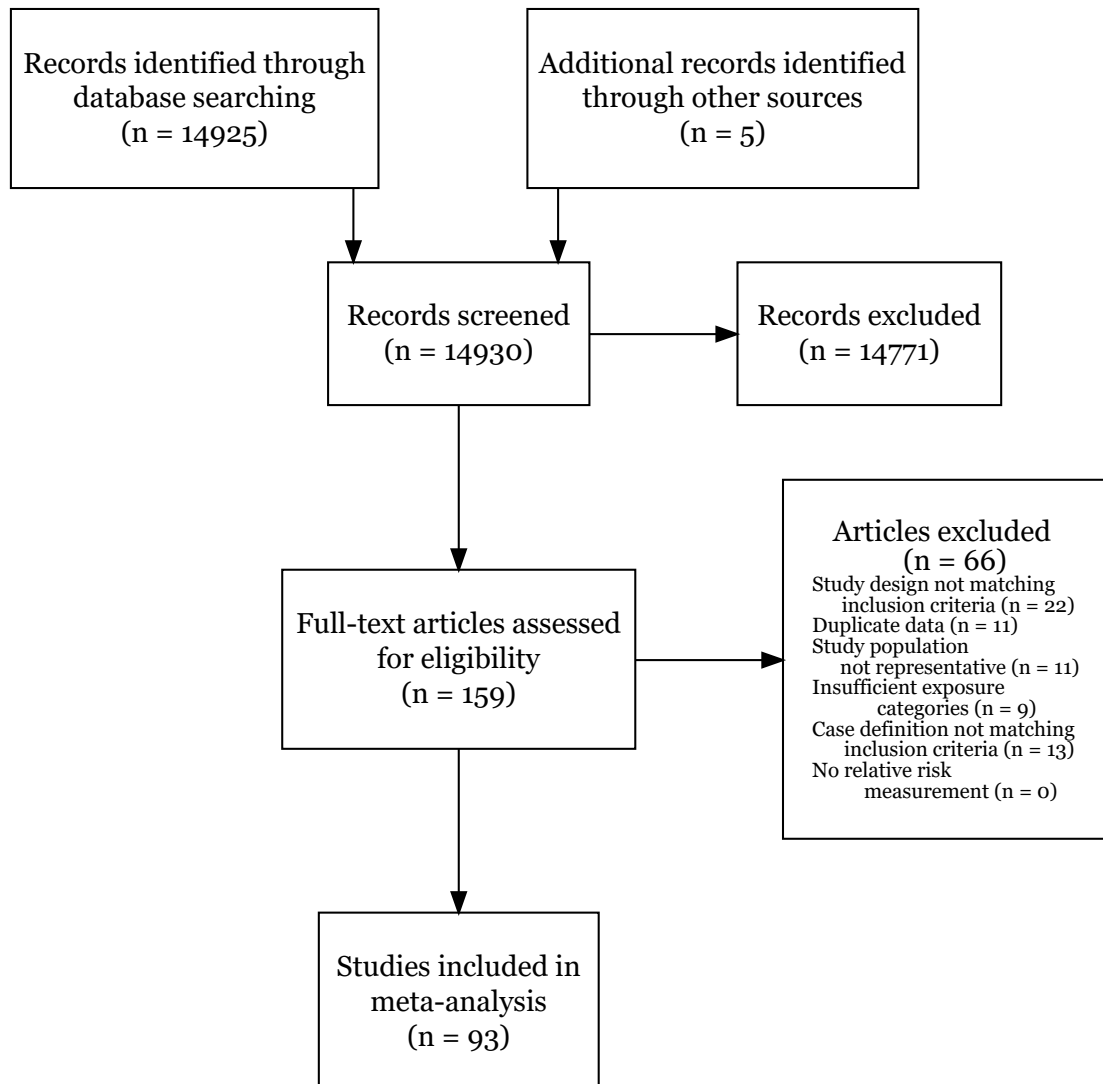 Records identified through
database searching
(n = 14925)
Additional records identified
through other sources
(n = 5)
Records screened
(n = 14930)
Records excluded
(n = 14771)
Full-text articles assessed
for eligibility
(n = 159)
Articles excluded
(n = 66)
Study design not matching
inclusion criteria (n = 22)
Duplicate data (n = 11)
Study population
not representative (n = 11)
Insufficient exposure
categories (n = 9)
Case definition not matching
inclusion criteria (n = 13)
No relative risk
measurement (n = 0)
Studies included in
meta-analysis
(n = 93)